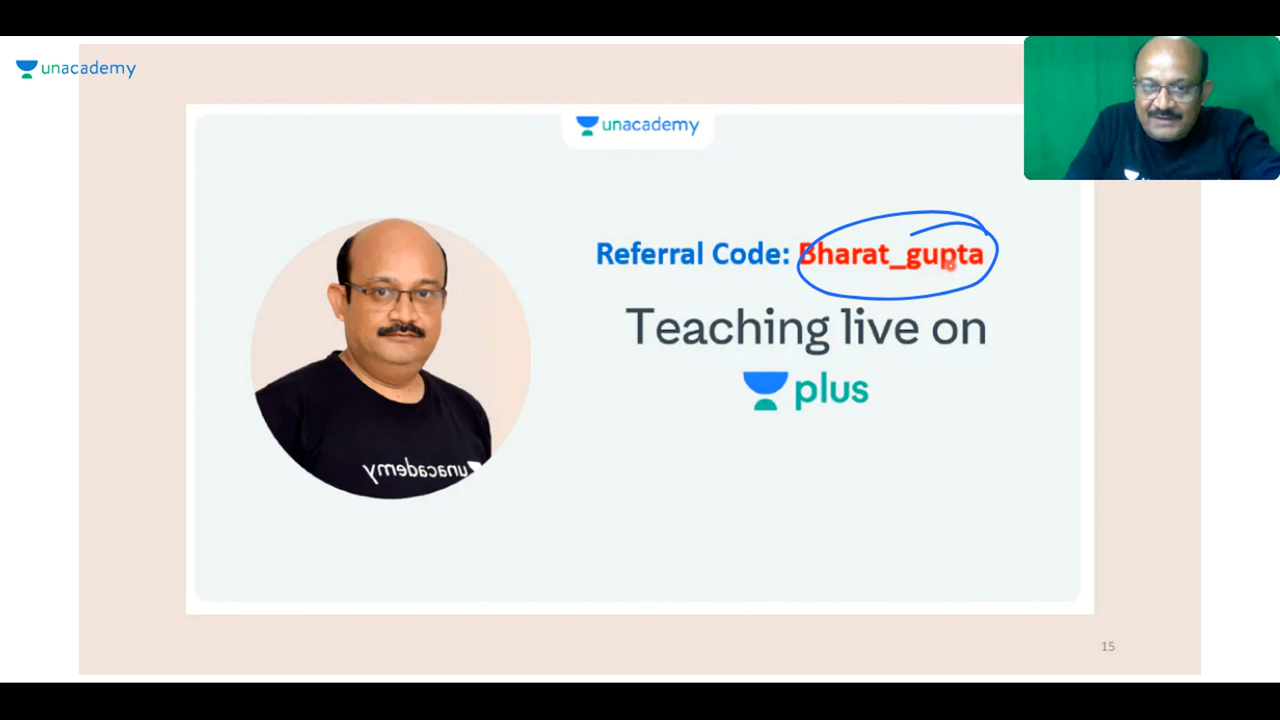 unacademy
unacademy
Referral Code: Bharat_gupta
Teaching live on
plus
unacademy
15